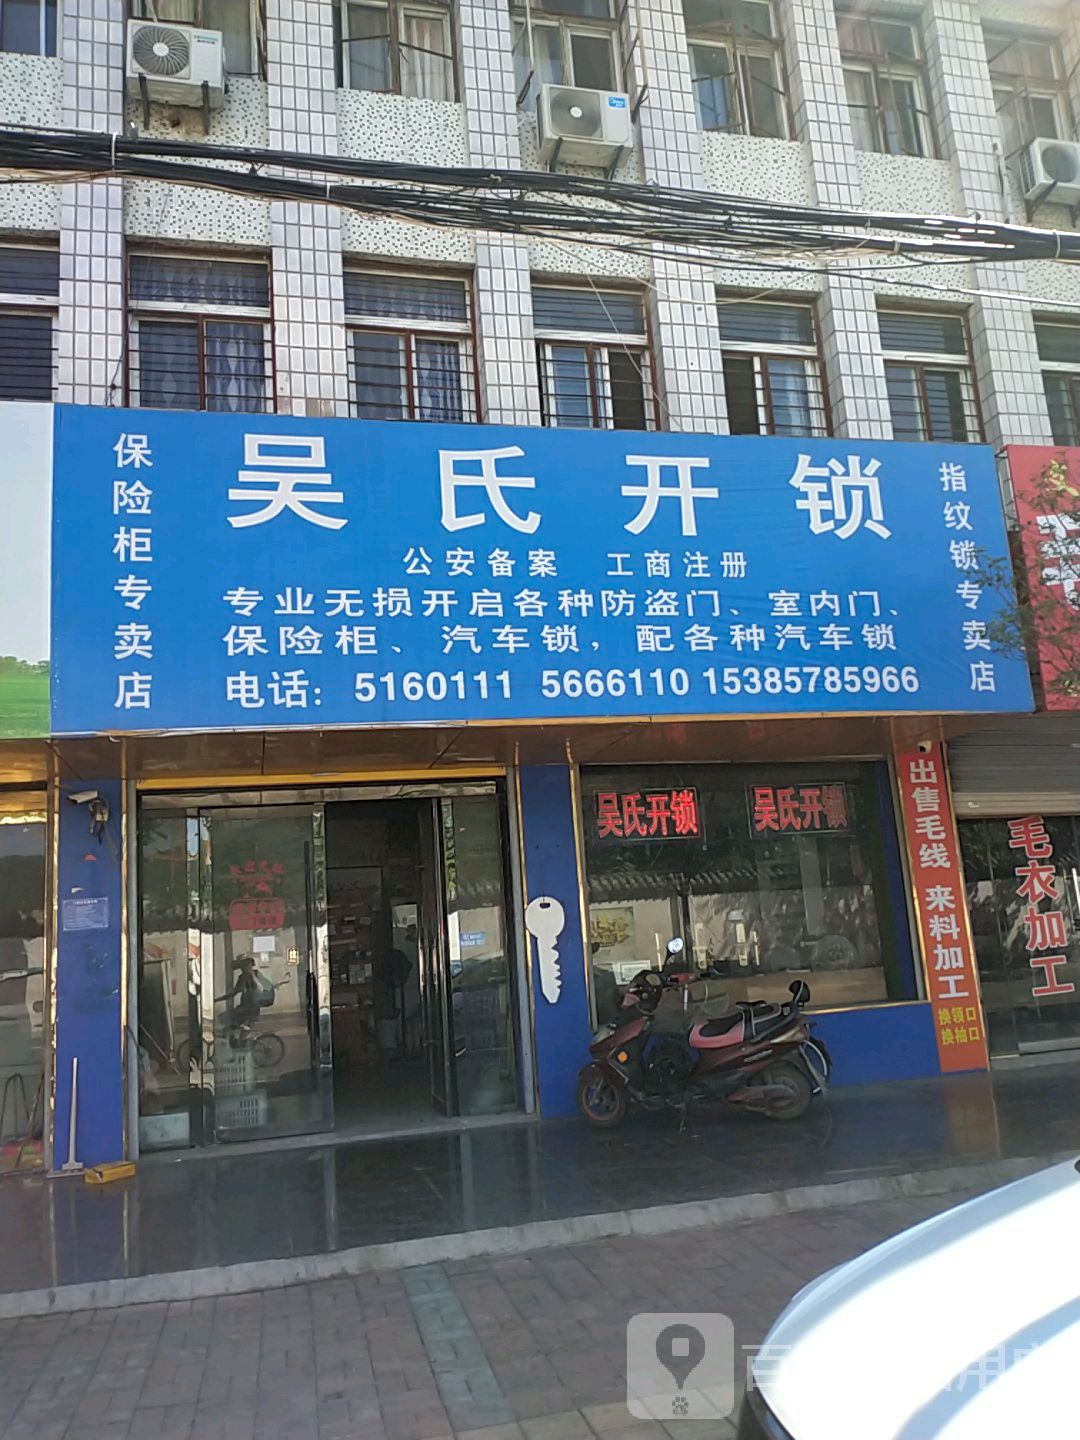 保险柜专卖店
吴氏开锁
指纹锁专卖店
公安备案 工商注册
专业无损开启各种防盗门、室内门、
保险柜、汽车锁，配各种汽车锁
电话：5160111 5666110 15385785966
吴氏开锁
吴氏开锁
出售毛线 来料加工
换领口
换袖口
毛衣加工